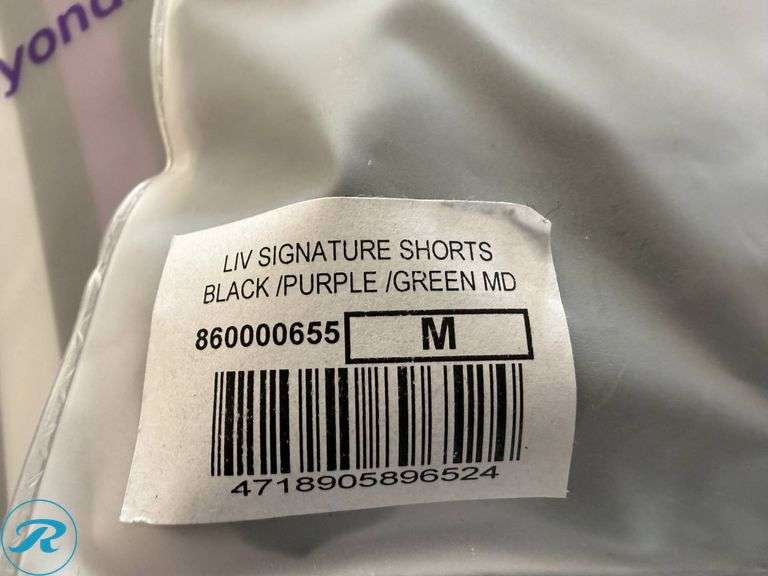 LIV SIGNATURE SHORTS
BLACK /PURPLE /GREEN MD
860000655 M
4718905896524
R